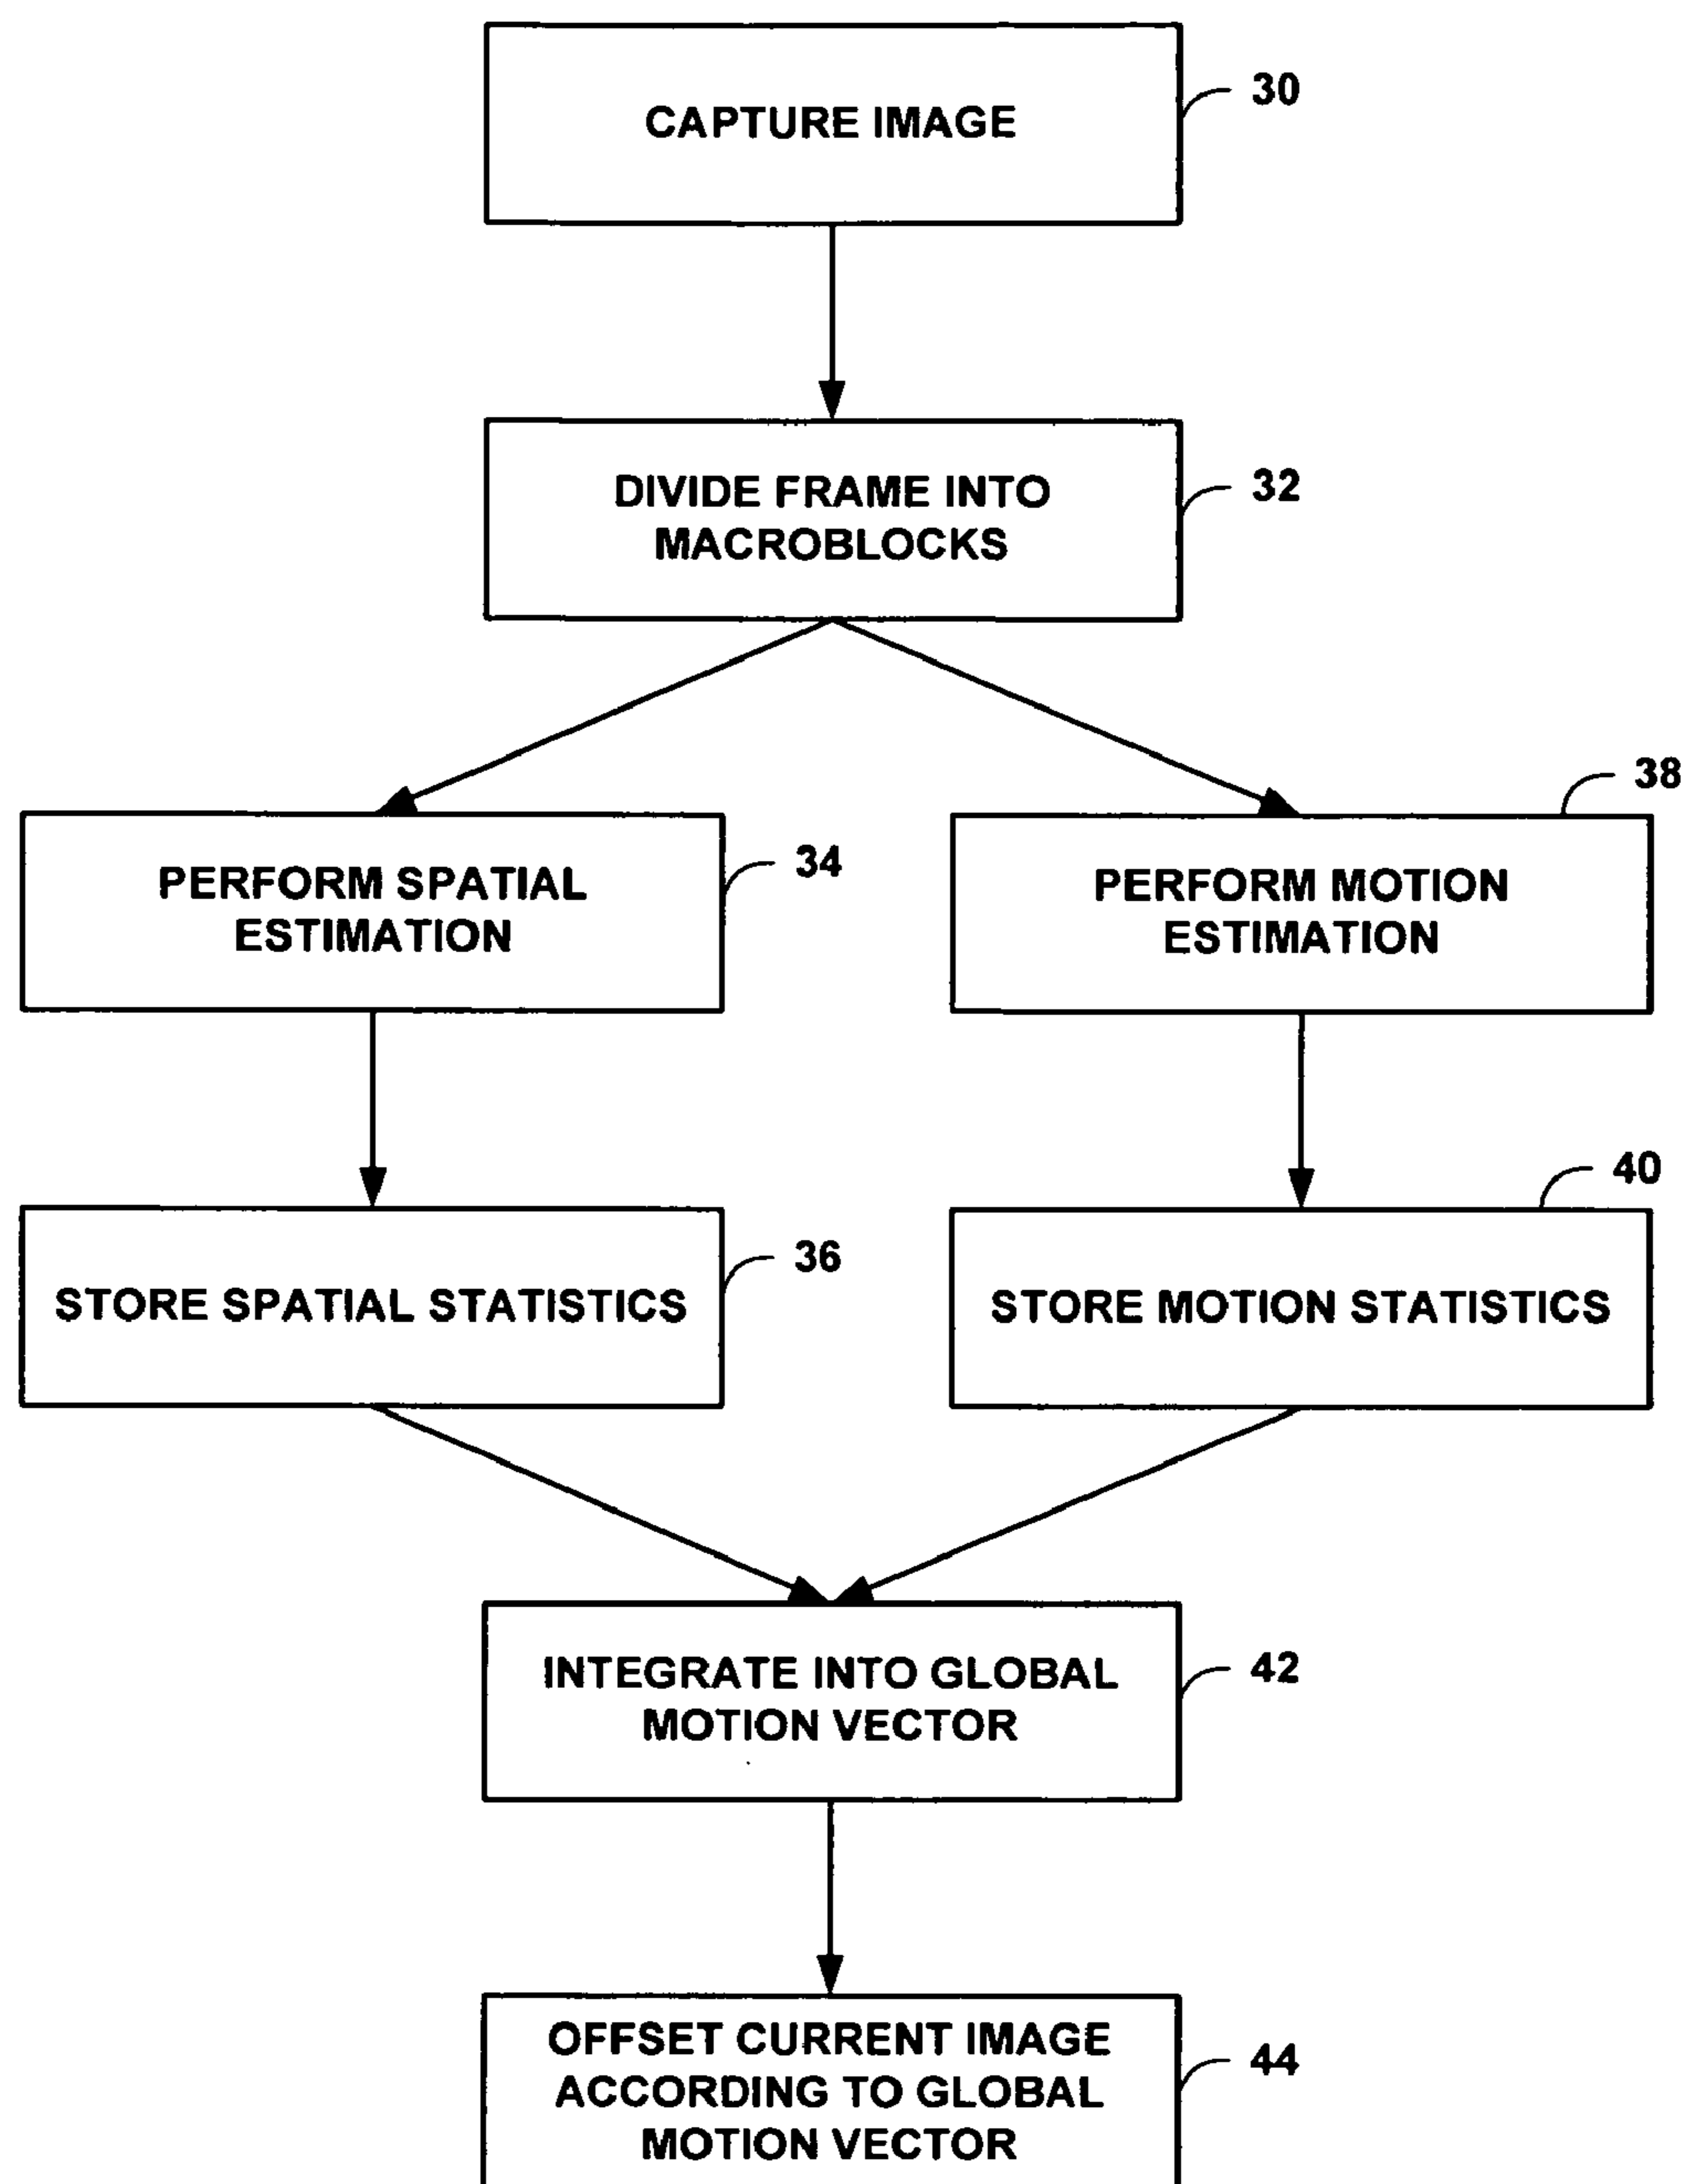 CAPTURE IMAGE
30
DIVIDE FRAME INTO
MACROBLOCKS
32
38
PERFORM SPATIAL
ESTIMATION
34
PERFORM MOTION
ESTIMATION
40
STORE SPATIAL STATISTICS
36
STORE MOTION STATISTICS
INTEGRATE INTO GLOBAL
MOTION VECTOR
42
OFFSET CURRENT IMAGE
ACCORDING TO GLOBAL
MOTION VECTOR
44